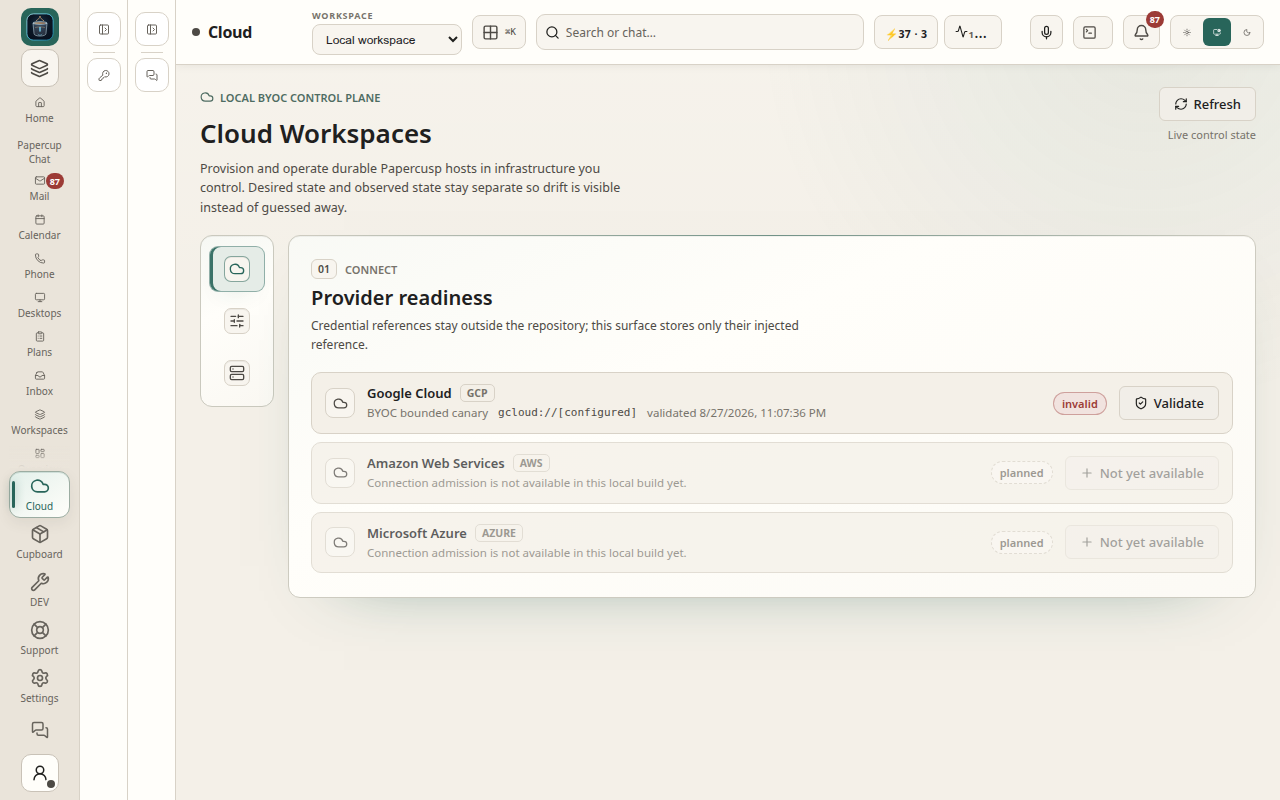 Cloud
WORKSPACE
Local workspace
⌘K
Search or chat...
⚡37 · 3
1...
87
Home
Papercup
Chat
87
Mail
Calendar
Phone
Desktops
Plans
Inbox
Workspaces
Cloud
Cupboard
DEV
Support
Settings
LOCAL BYOC CONTROL PLANE
Refresh
Live control state
Cloud Workspaces
Provision and operate durable Papercusp hosts in infrastructure you
control. Desired state and observed state stay separate so drift is visible
instead of guessed away.
01 CONNECT
Provider readiness
Credential references stay outside the repository; this surface stores only their injected
reference.
Google Cloud GCP
BYOC bounded canary gcloud://[configured] validated 8/27/2026, 11:07:36 PM
invalid
Validate
Amazon Web Services AWS
Connection admission is not available in this local build yet.
planned
Not yet available
Microsoft Azure AZURE
Connection admission is not available in this local build yet.
planned
Not yet available